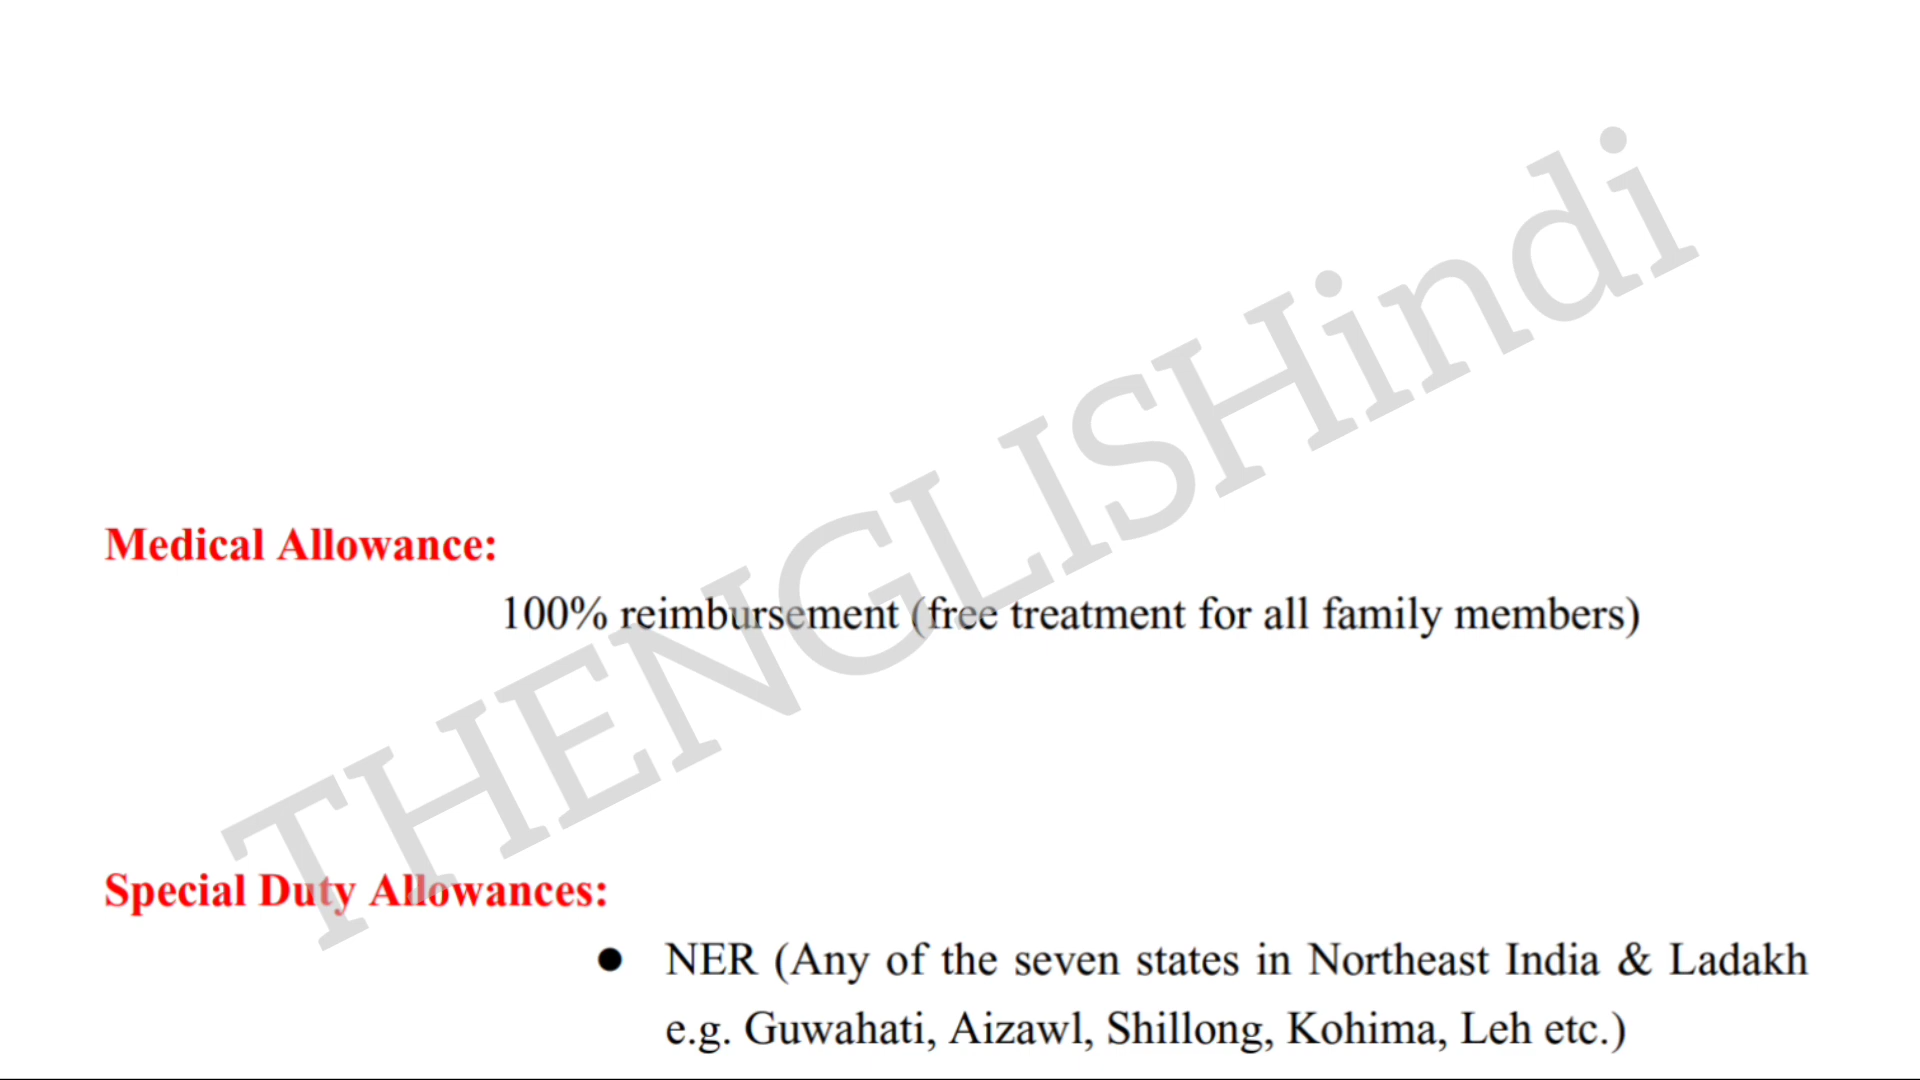 THENGLISHindi
Medical Allowance:
100% reimbursement (free treatment for all family members)
Special Duty Allowances:
● NER (Any of the seven states in Northeast India & Ladakh
e.g. Guwahati, Aizawl, Shillong, Kohima, Leh etc.)